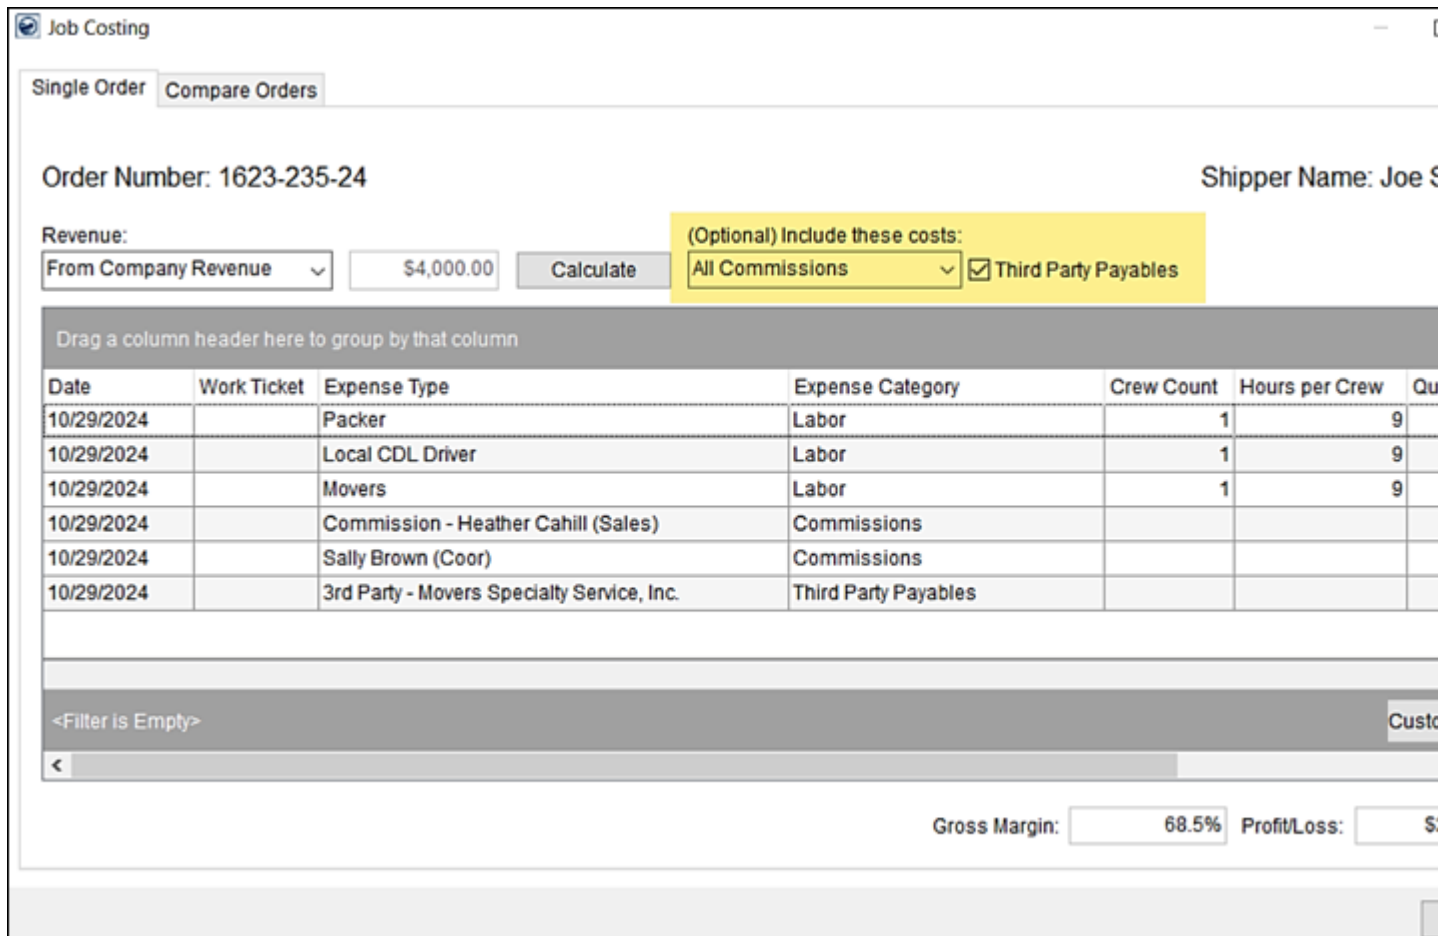 Job Costing
Single Order Compare Orders
Order Number: 1623-235-24 Shipper Name: Joe
Revenue: (Optional) Include these costs:
From Company Revenue $4,000.00 Calculate All Commissions Third Party Payables
Drag a column header here to group by that column
Date Work Ticket Expense Type Expense Category Crew Count Hours per Crew
10/29/2024 Packer Labor 1 9
10/29/2024 Local CDL Driver Labor 1 9
10/29/2024 Movers Labor 1 9
10/29/2024 Commission - Heather Cahill (Sales) Commissions
10/29/2024 Sally Brown (Coor) Commissions
10/29/2024 3rd Party - Movers Specialty Service, Inc. Third Party Payables
<Filter is Empty>
Gross Margin: 68.5% Profit/Loss: